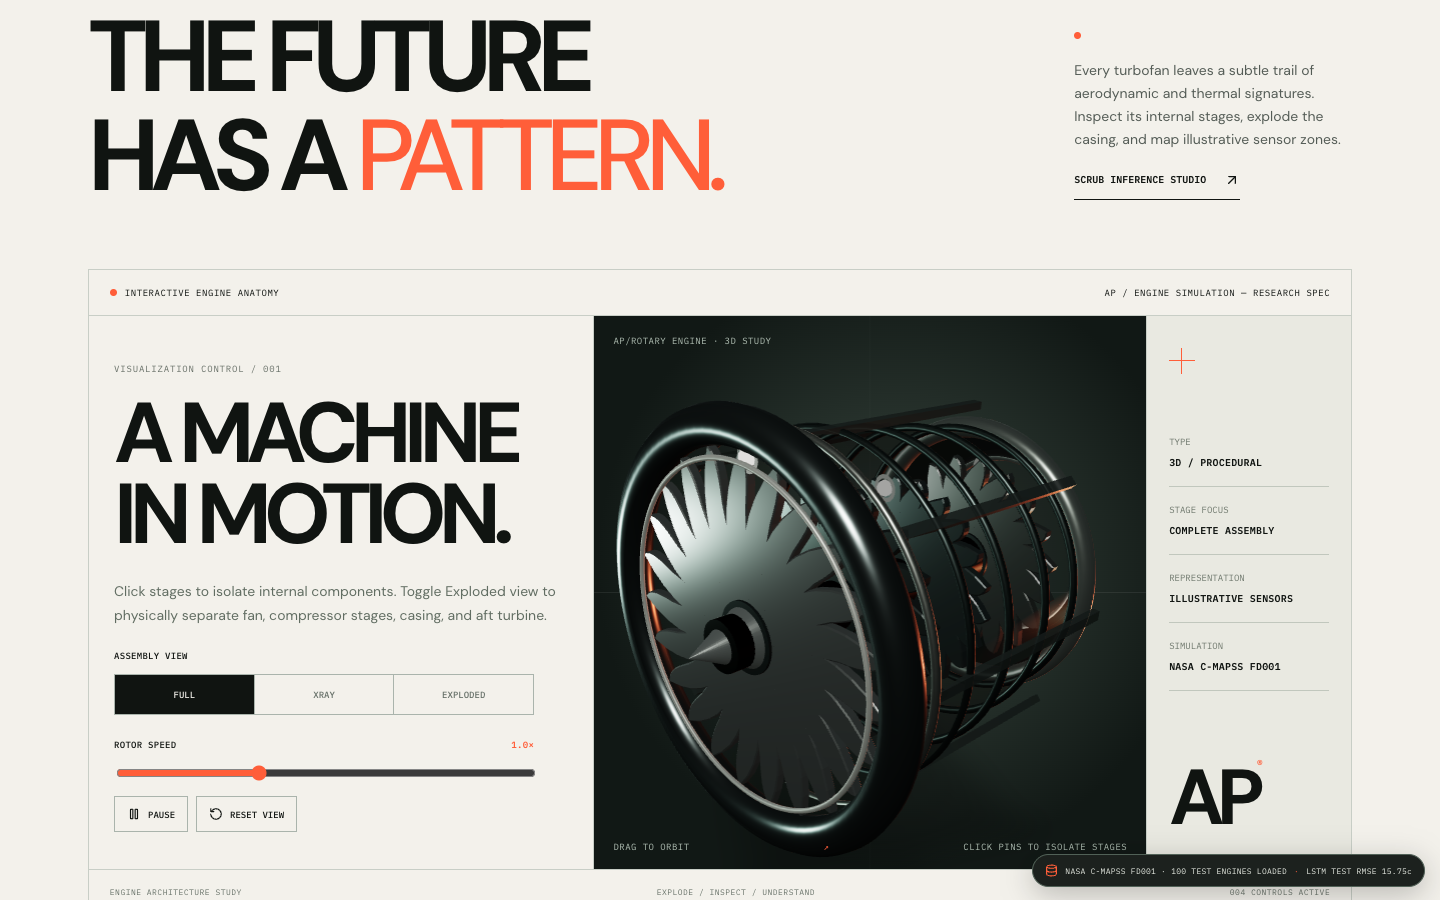 THE FUTURE
HAS A PATTERN.
Every turbofan leaves a subtle trail of
aerodynamic and thermal signatures.
Inspect its internal stages, explode the
casing, and map illustrative sensor zones.
SCRUB INFERENCE STUDIO
INTERACTIVE ENGINE ANATOMY
AP / ENGINE SIMULATION — RESEARCH SPEC
VISUALIZATION CONTROL / 001
A MACHINE
IN MOTION.
Click stages to isolate internal components. Toggle Exploded view to
physically separate fan, compressor stages, casing, and aft turbine.
ASSEMBLY VIEW
FULL
XRAY
EXPLODED
ROTOR SPEED
1.0×
PAUSE
RESET VIEW
AP/ROTARY ENGINE · 3D STUDY
DRAG TO ORBIT
↗
CLICK PINS TO ISOLATE STAGES
TYPE
3D / PROCEDURAL
STAGE FOCUS
COMPLETE ASSEMBLY
REPRESENTATION
ILLUSTRATIVE SENSORS
SIMULATION
NASA C-MAPSS FD001
AP®
NASA C-MAPSS FD001 · 100 TEST ENGINES LOADED · LSTM TEST RMSE 15.75c
ENGINE ARCHITECTURE STUDY
EXPLODE / INSPECT / UNDERSTAND
004 CONTROLS ACTIVE